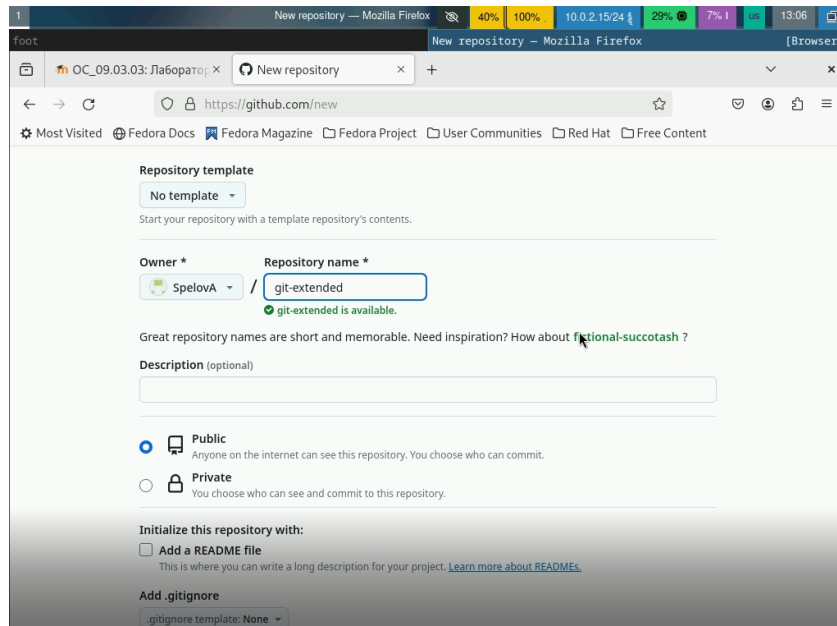 1 New repository — Mozilla Firefox 40% 100% 10.0.2.15/24 29% 7% us 13:06
foot New repository — Mozilla Firefox [Browser
ОС_09.03.03: Лаборатор New repository
https://github.com/new
Most Visited Fedora Docs Fedora Magazine Fedora Project User Communities Red Hat Free Content
Repository template
No template
Start your repository with a template repository's contents.
Owner * Repository name *
SpelovA / git-extended
git-extended is available.
Great repository names are short and memorable. Need inspiration? How about fictional-succotash ?
Description (optional)
Public
Anyone on the internet can see this repository. You choose who can commit.
Private
You choose who can see and commit to this repository.
Initialize this repository with:
Add a README file
This is where you can write a long description for your project. Learn more about READMEs.
Add .gitignore
.gitignore template: None